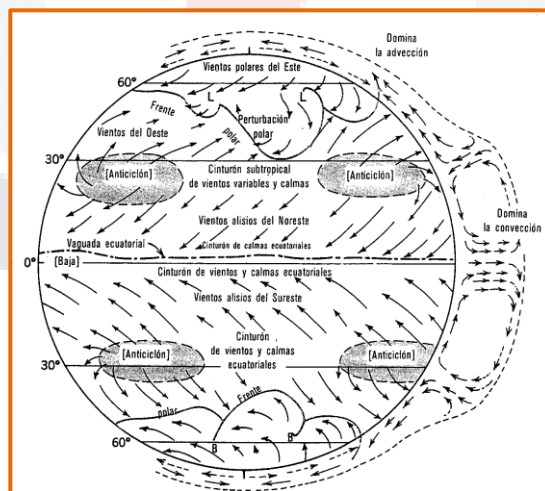 Domina
la advección
Vientos polares del Este
60°
L
L
Frente
Perturbación
polar
Vientos del Oeste
polar
30°
Cinturón subtropical
de vientos variables y calmas
[Anticiclón]
[Anticiclón]
Domina
la convección
Vientos alisios del Noreste
Vaguada ecuatorial
Cinturón de calmas ecuatoriales
[Baja]
0°
Cinturón de vientos y calmas ecuatoriales
Vientos alisios del Sureste
Cinturón
de vientos y calmas
ecuatoriales
[Anticiclón]
[Anticiclón]
30°
Frente
polar
60°
B
B